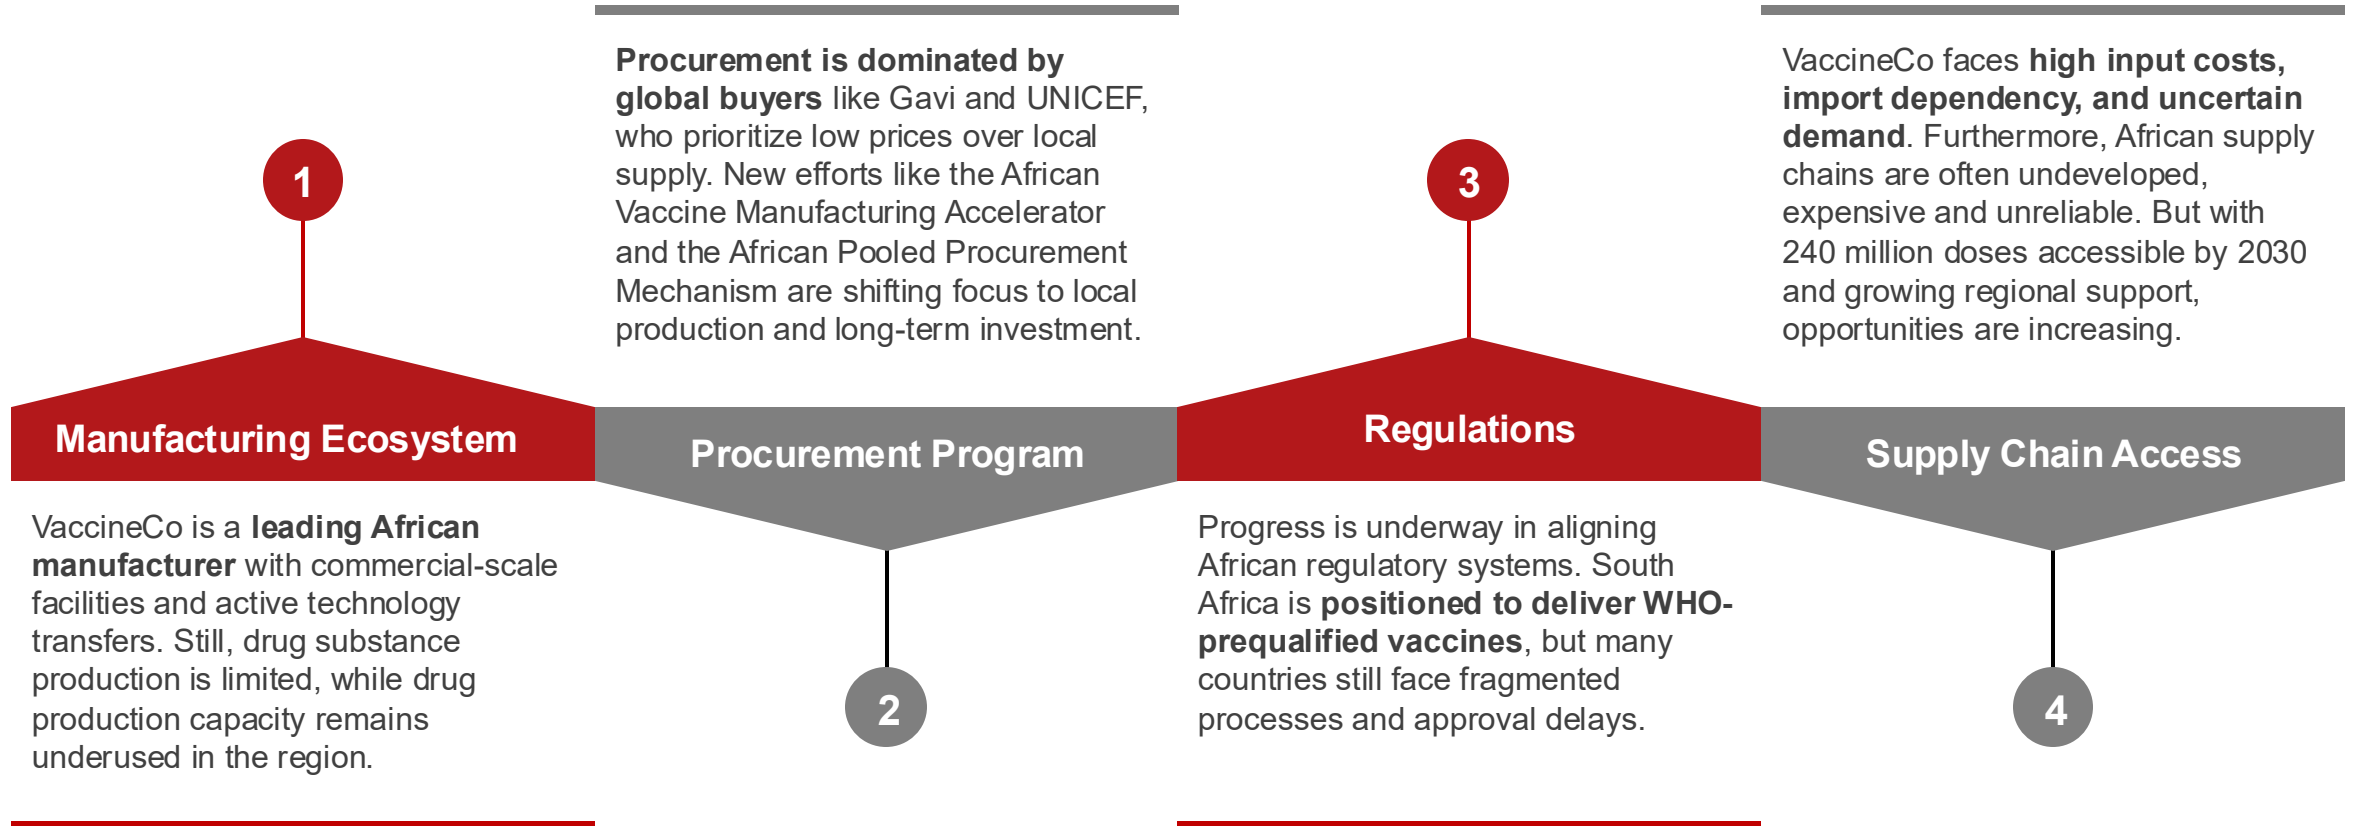 1
Manufacturing Ecosystem
VaccineCo is a leading African
manufacturer with commercial-scale
facilities and active technology
transfers. Still, drug substance
production is limited, while drug
production capacity remains
underused in the region.
Procurement is dominated by
global buyers like Gavi and UNICEF,
who prioritize low prices over local
supply. New efforts like the African
Vaccine Manufacturing Accelerator
and the African Pooled Procurement
Mechanism are shifting focus to local
production and long-term investment.
Procurement Program
2
3
Regulations
Progress is underway in aligning
African regulatory systems. South
Africa is positioned to deliver WHO-
prequalified vaccines, but many
countries still face fragmented
processes and approval delays.
VaccineCo faces high input costs,
import dependency, and uncertain
demand. Furthermore, African supply
chains are often undeveloped,
expensive and unreliable. But with
240 million doses accessible by 2030
and growing regional support,
opportunities are increasing.
Supply Chain Access
4